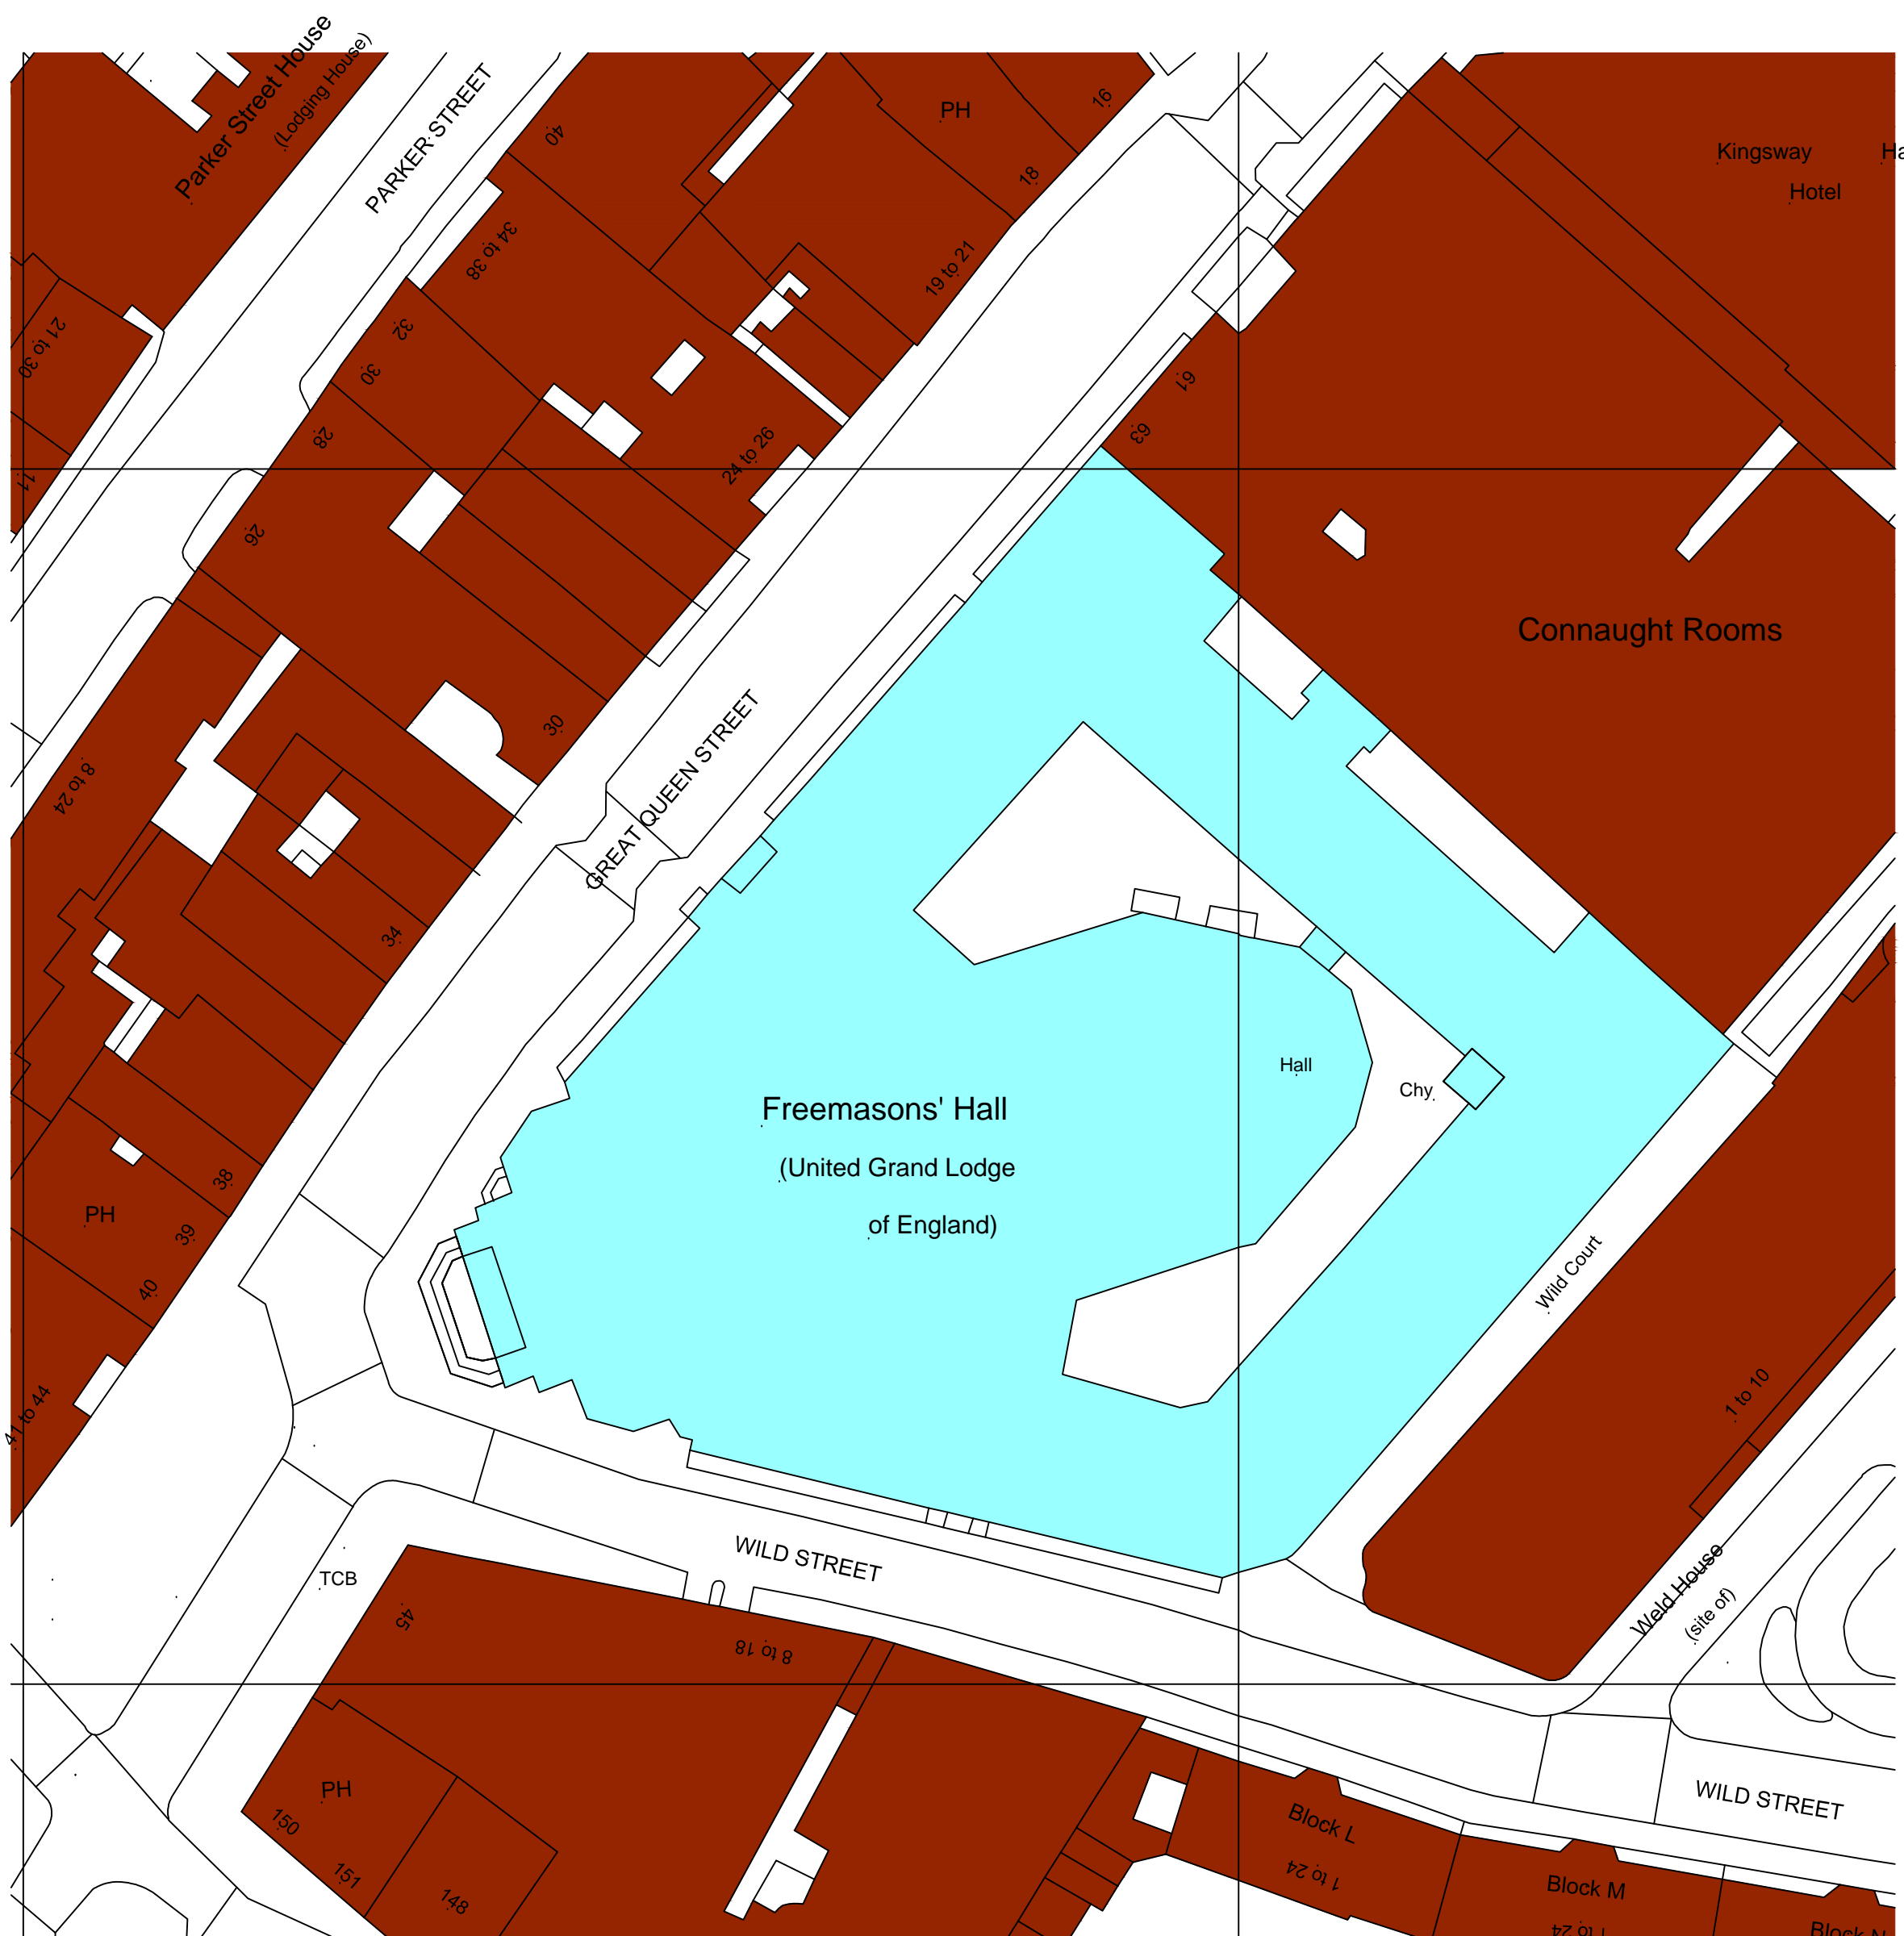 Parker Street House
(Lodging House)
PARKER STREET
40
PH
16
18
Kingsway
Hotel
34 to 38
19 to 21
21 to 30
32
30
28
61
63
24 to 26
11
26
Connaught Rooms
30
GREAT QUEEN STREET
8 to 24
34
Hall
Chy
Freemasons' Hall
(United Grand Lodge
of England)
38
PH
39
40
Wild Court
41 to 44
1 to 10
WILD STREET
TCB
45
8 to 18
Weld House
(site of)
PH
150
151
148
WILD STREET
Block L
1 to 24
Block M
1 to 24